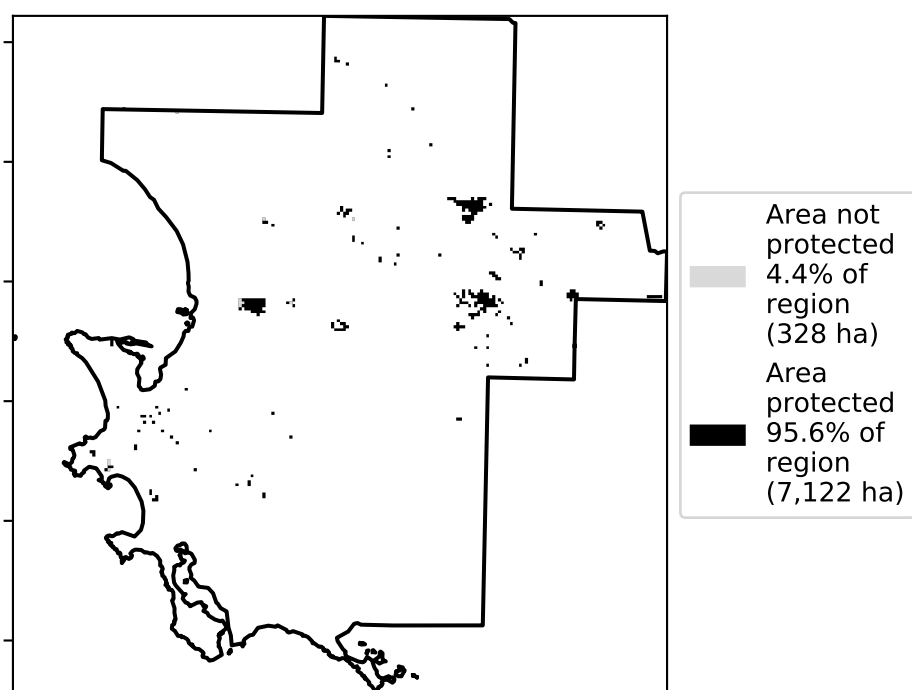 Area not
protected
4.4% of
region
(328 ha)
Area
protected
95.6% of
region
(7,122 ha)